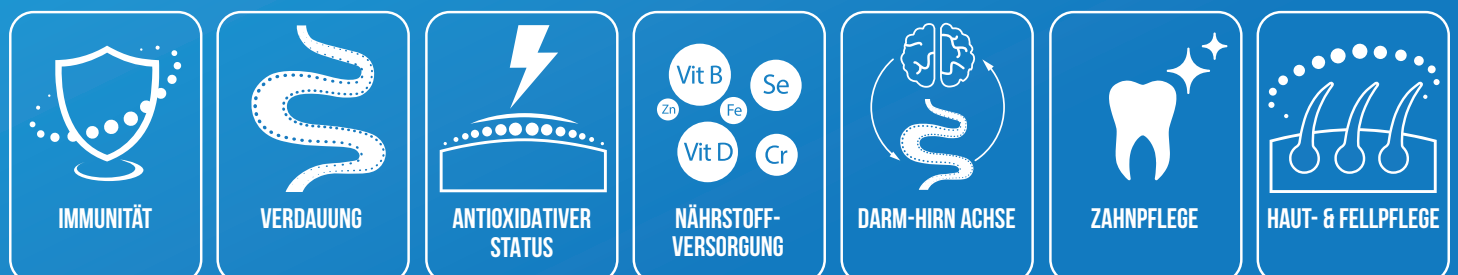 IMMUNITÄT
VERDAUUNG
ANTIOXIDATIVER
STATUS
Vit B
Se
Zn
Fe
Vit D
Cr
NÄHRSTOFF-
VERSORGUNG
DARM-HIRN ACHSE
ZAHNPFLEGE
HAUT- & FELLPFLEGE